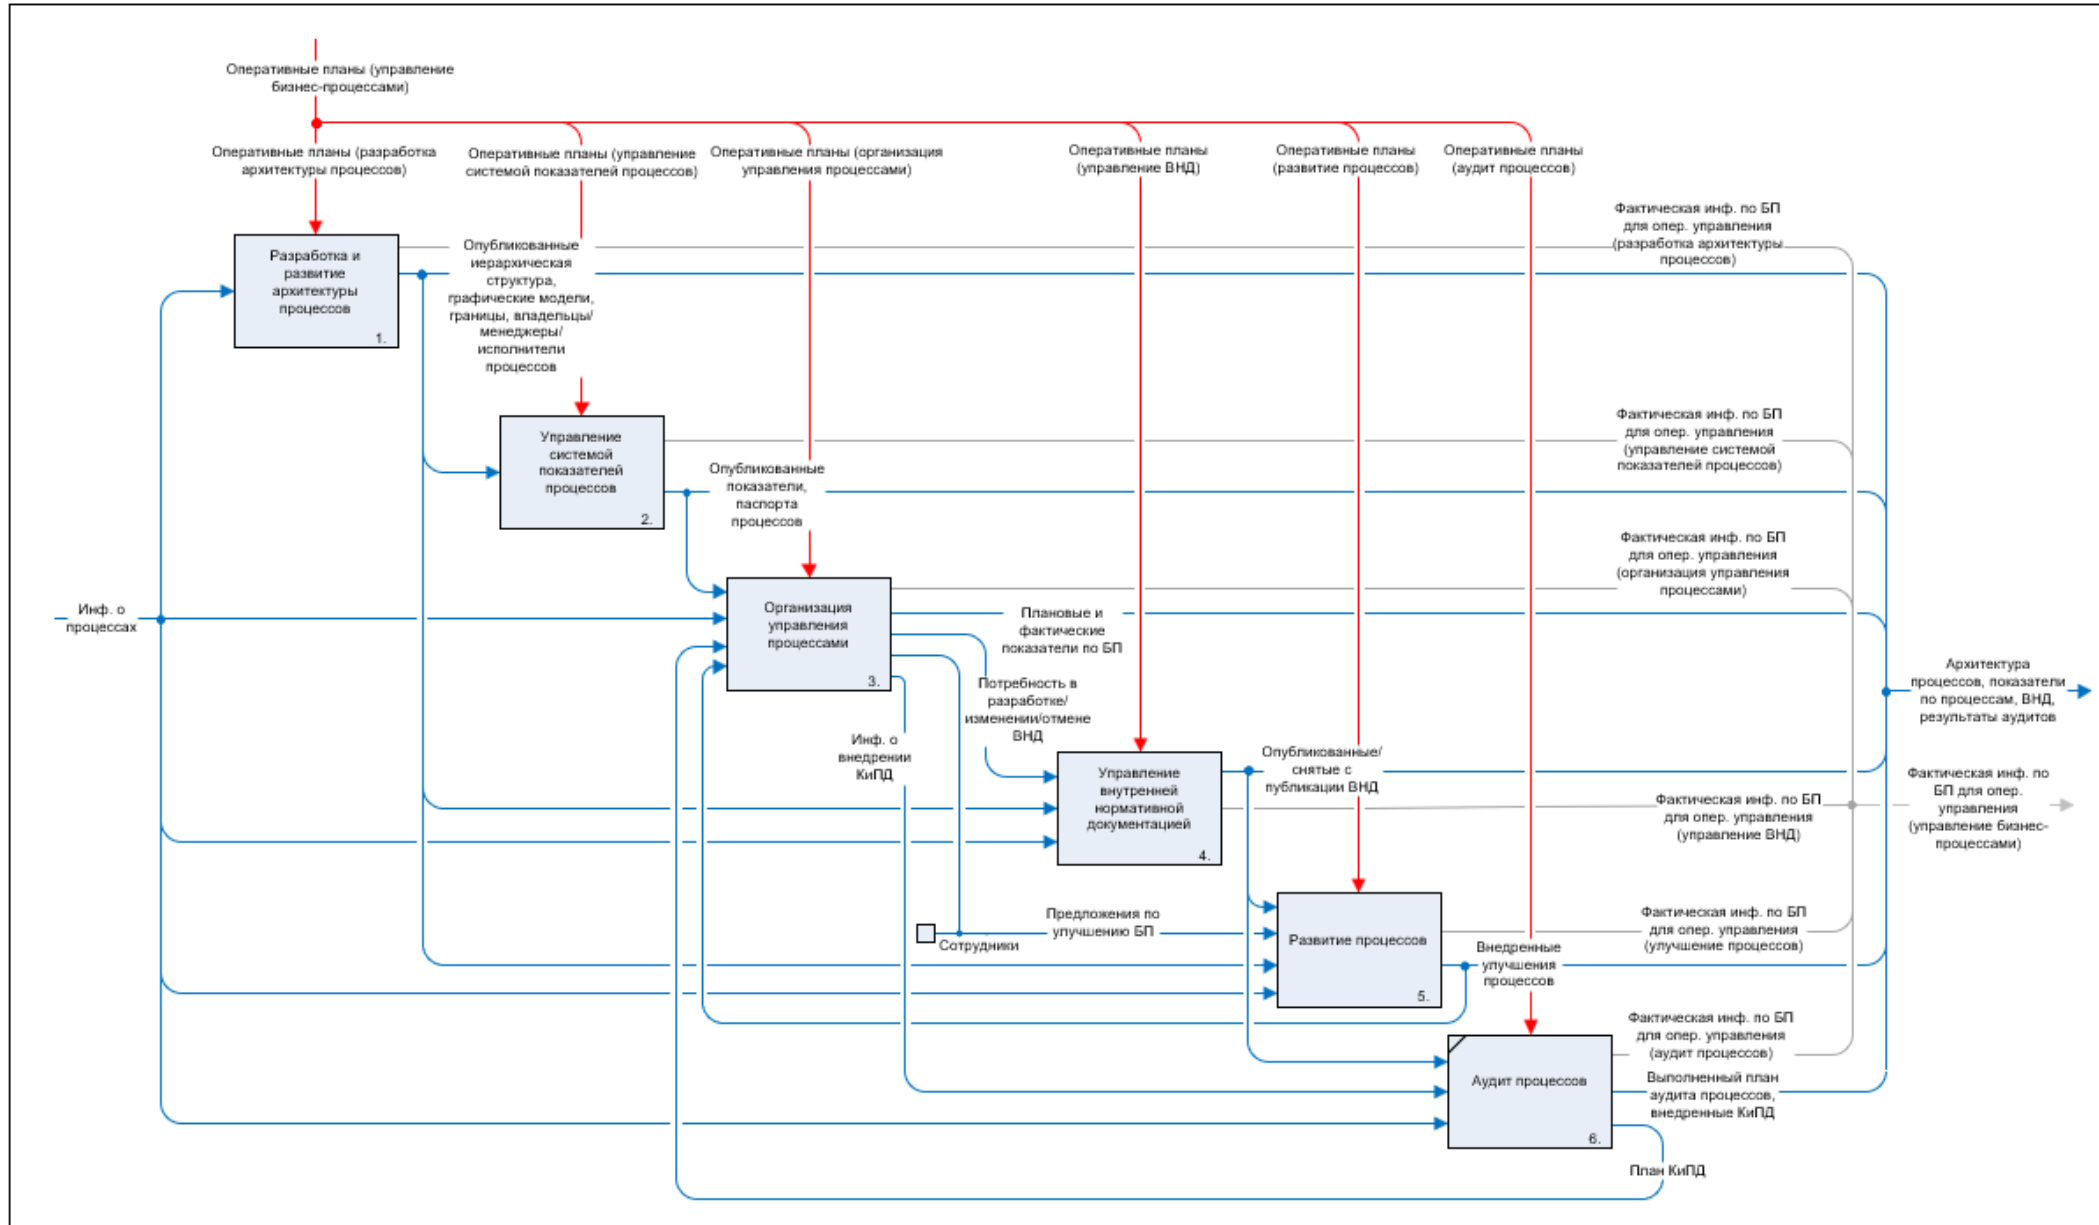 Оперативные планы (управление
бизнес-процессами)
Оперативные планы (разработка
архитектуры процессов)
Оперативные планы (управление
системой показателей процессов)
Оперативные планы (организация
управления процессами)
Оперативные планы
(управление ВНД)
Оперативные планы
(развитие процессов)
Оперативные планы
(аудит процессов)
Фактическая инф. по БП
для опер. управления
(разработка архитектуры
процессов)
Разработка и
развитие
архитектуры
процессов
1.
Опубликованные
иерархическая
структура,
графические модели,
границы, владельцы/
менеджеры/
исполнители
процессов
Управление
системой
показателей
процессов
2.
Фактическая инф. по БП
для опер. управления
(управление системой
показателей процессов)
Опубликованные
показатели,
паспорта
процессов
Фактическая инф. по БП
для опер. управления
(организация управления
процессами)
Инф. о
процессах
Организация
управления
процессами
3.
Плановые и
фактические
показатели по БП
Потребность в
разработке/
изменении/отмене
ВНД
Инф. о
внедрении
КиПД
Архитектура
процессов, показатели
по процессам, ВНД,
результаты аудитов
Управление
внутренней
нормативной
документацией
4.
Опубликованные/
снятые с
публикации ВНД
Фактическая инф. по БП
для опер. управления
(управление ВНД)
Фактическая инф. по
БП для опер.
управления
(управление бизнес-
процессами)
Сотрудники
Предложения по
улучшению БП
Развитие процессов
5.
Фактическая инф. по БП
для опер. управления
(улучшение процессов)
Внедренные
улучшения
процессов
Фактическая инф. по БП
для опер. управления
(аудит процессов)
Аудит процессов
6.
Выполненный план
аудита процессов,
внедренные КиПД
План КиПД